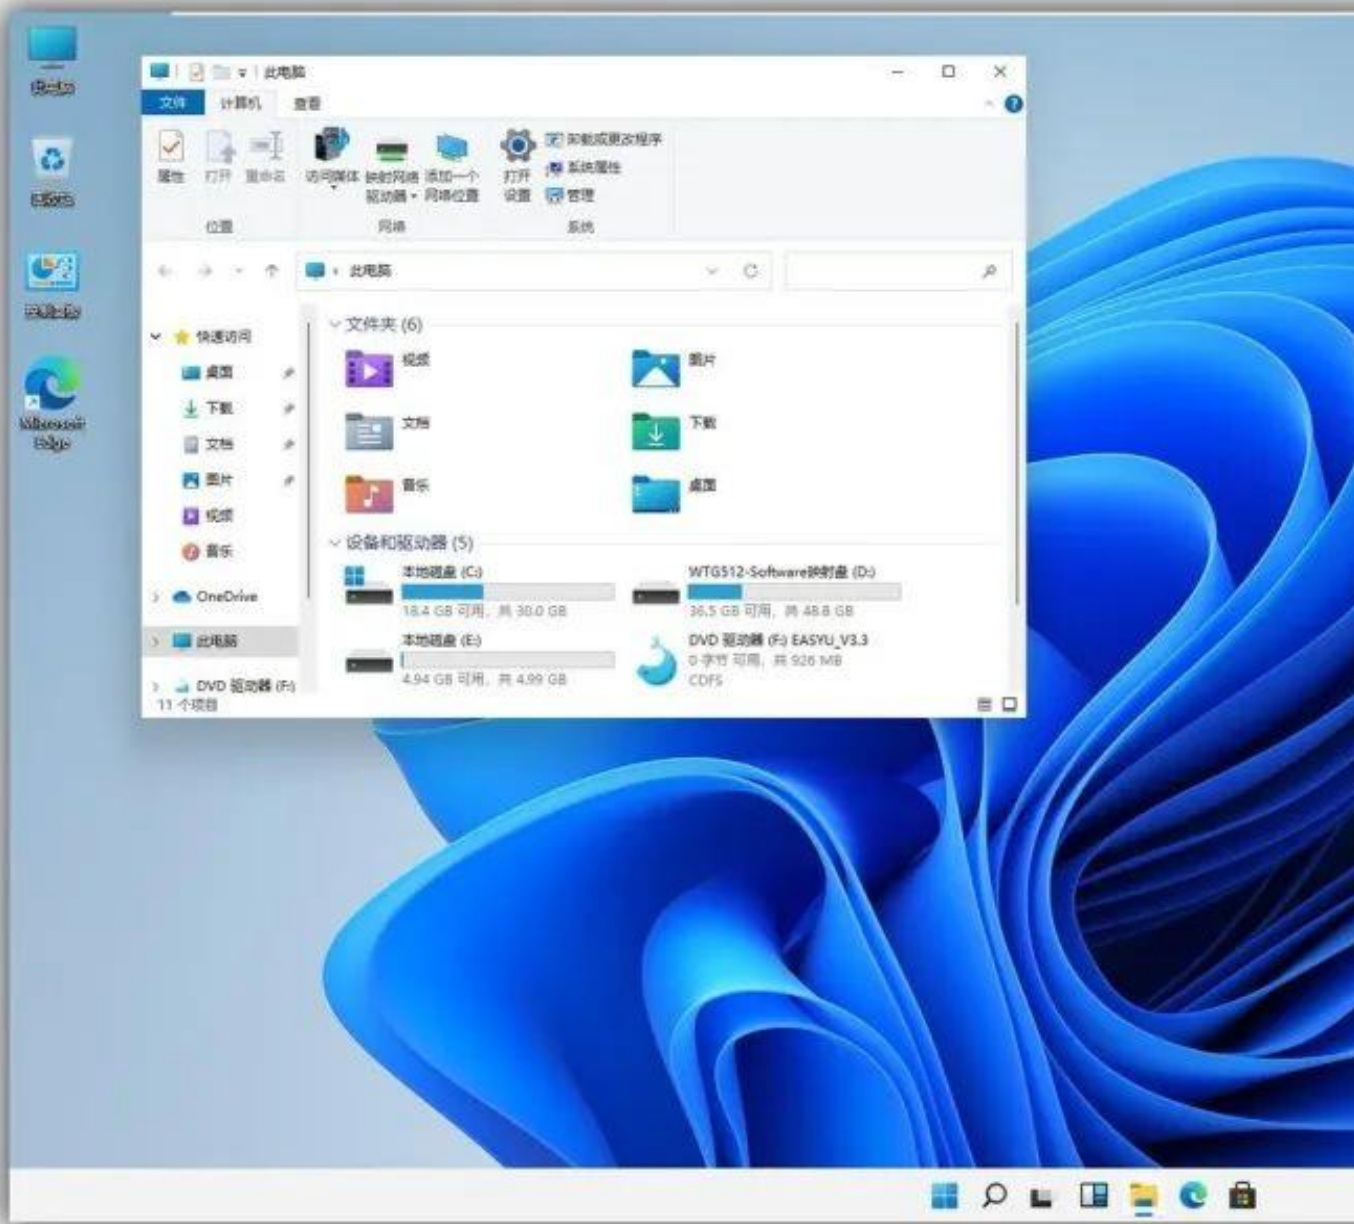 此电脑
文件 计算机 查看
属性 打开 重命名 访问媒体 映射网络驱动器 添加一个网络位置 打开设置 卸载或更改程序
系统属性
管理
位置 网络 系统
此电脑
此电脑
快速访问
桌面
下载
文档
图片
视频
音乐
OneDrive
此电脑
DVD 驱动器 (F:)
11 个项目
文件夹 (6)
视频 图片
文档 下载
音乐 桌面
设备和驱动器 (5)
本地磁盘 (C:)
18.4 GB 可用, 共 30.0 GB
WTG512-Software映射盘 (D:)
36.5 GB 可用, 共 48.8 GB
本地磁盘 (E:)
4.94 GB 可用, 共 4.99 GB
DVD 驱动器 (F:) EASYU_V3.3
0 字节 可用, 共 926 MB
CDFS
Microsoft
Edge